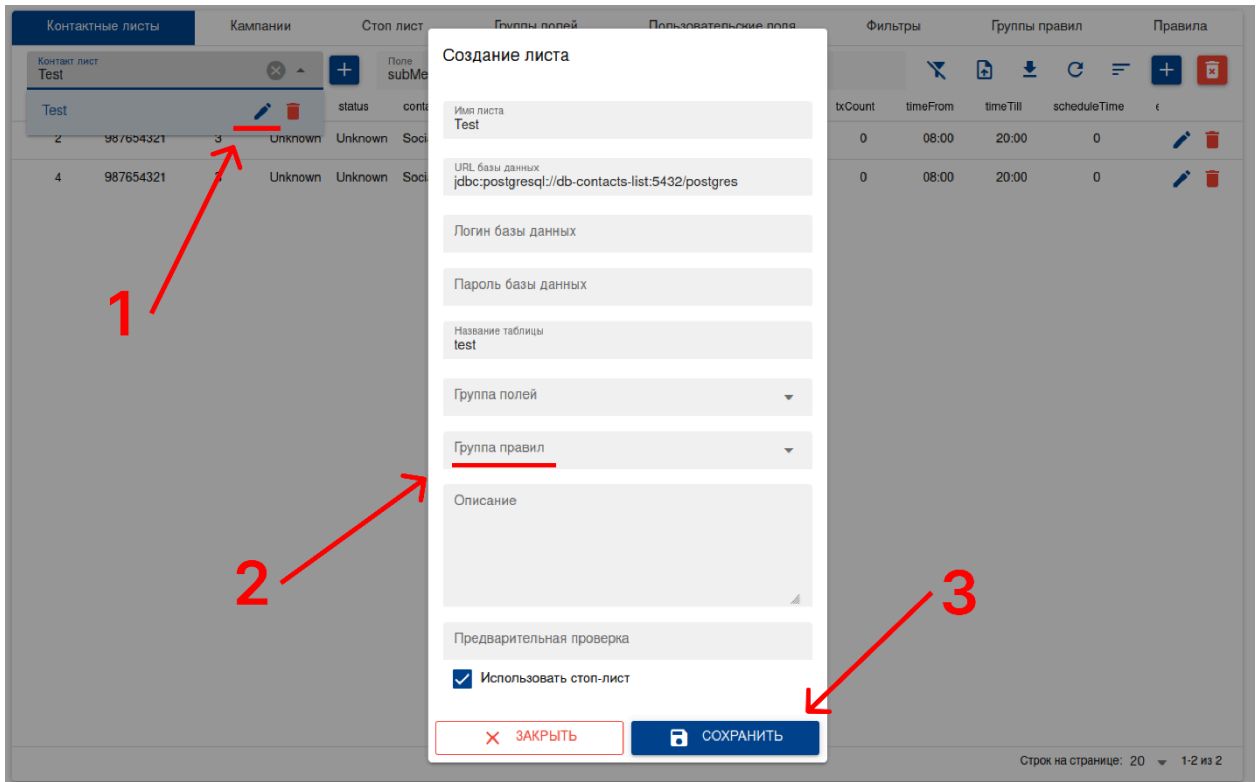 Контактные листы Кампании Стоп лист Группы полей Пользовательские поля Фильтры Группы правил Правила
Контакт лист
Test
Поле
subMe
Test
status conta txCount timeFrom timeTill scheduleTime
2 987654321 3 Unknown Unknown Soci 0 08:00 20:00 0
4 987654321 3 Unknown Unknown Soci 0 08:00 20:00 0
Создание листа
Имя листа
Test
URL базы данных
jdbc:postgresql://db-contacts-list:5432/postgres
Логин базы данных
Пароль базы данных
Название таблицы
test
Группа полей
Группа правил
Описание
Предварительная проверка
Использовать стоп-лист
ЗАКРЫТЬ СОХРАНИТЬ
1
2
3
Строк на странице: 20 1-2 из 2